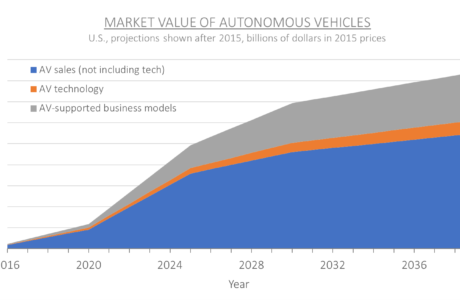 MARKET VALUE OF AUTONOMOUS VEHICLES
U.S., projections shown after 2015, billions of dollars in 2015 prices
AV sales (not including tech)
AV technology
AV-supported business models
016 2020 2024 2028 2032 2036
Year